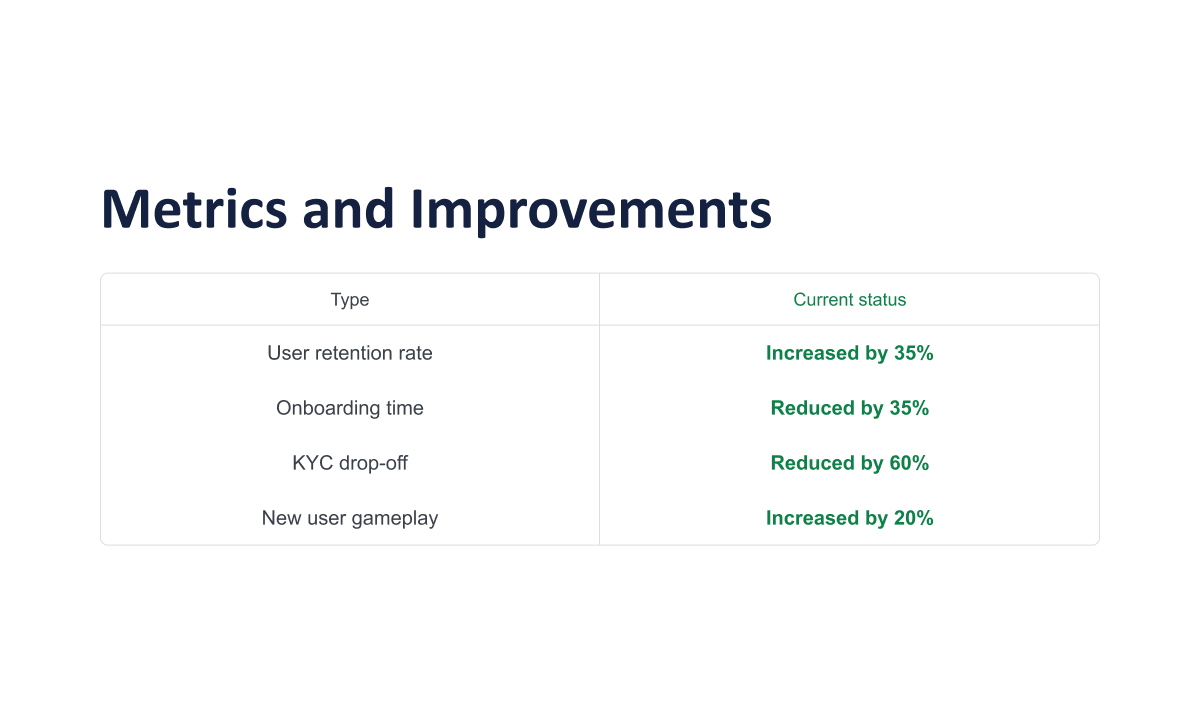 Metrics and Improvements
Type Current status
User retention rate Increased by 35%
Onboarding time Reduced by 35%
KYC drop-off Reduced by 60%
New user gameplay Increased by 20%